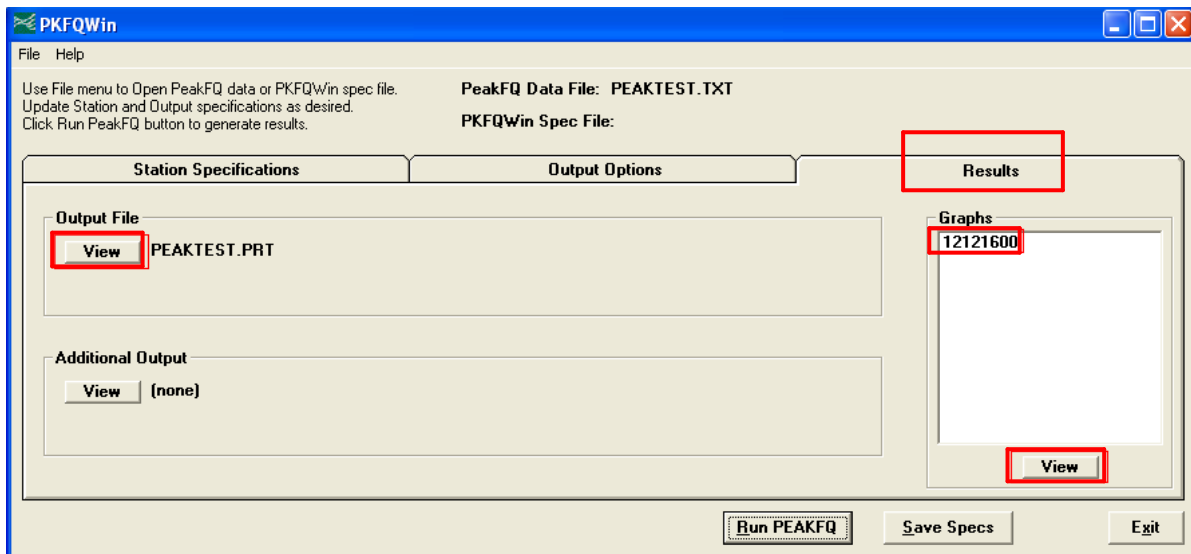 PKFQWin
File Help
Use File menu to Open PeakFQ data or PKFQWin spec file.
Update Station and Output specifications as desired.
Click Run PeakFQ button to generate results.
PeakFQ Data File: PEAKTEST.TXT
PKFQWin Spec File:
Station Specifications
Output Options
Results
Output File
View PEAKTEST.PRT
Additional Output
View (none)
Graphs
12121600
View
Run PEAKFQ
Save Specs
Exit